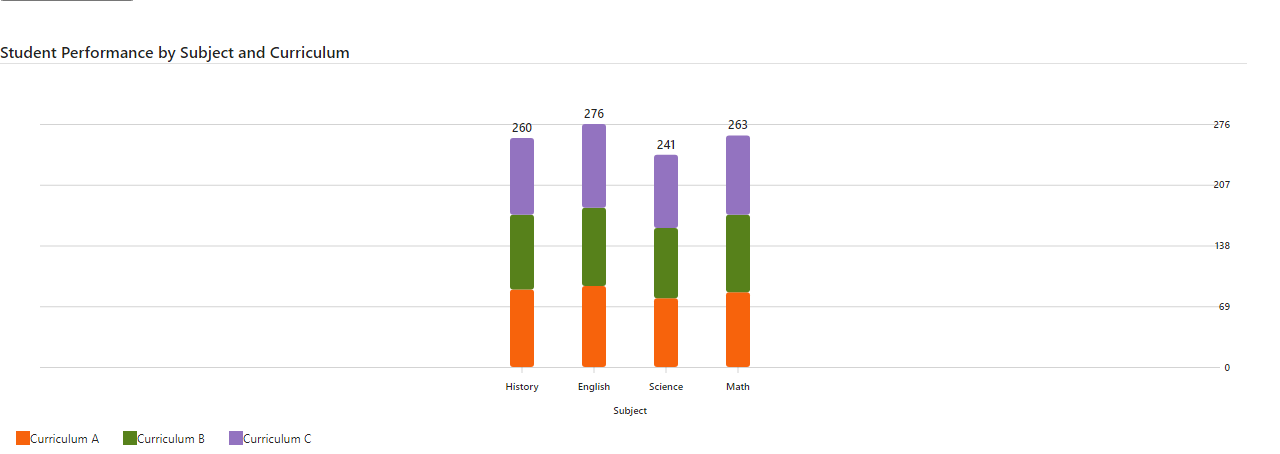 Student Performance by Subject and Curriculum
276
260
263
241
276
207
138
69
0
History English Science Math
Subject
Curriculum A Curriculum B Curriculum C